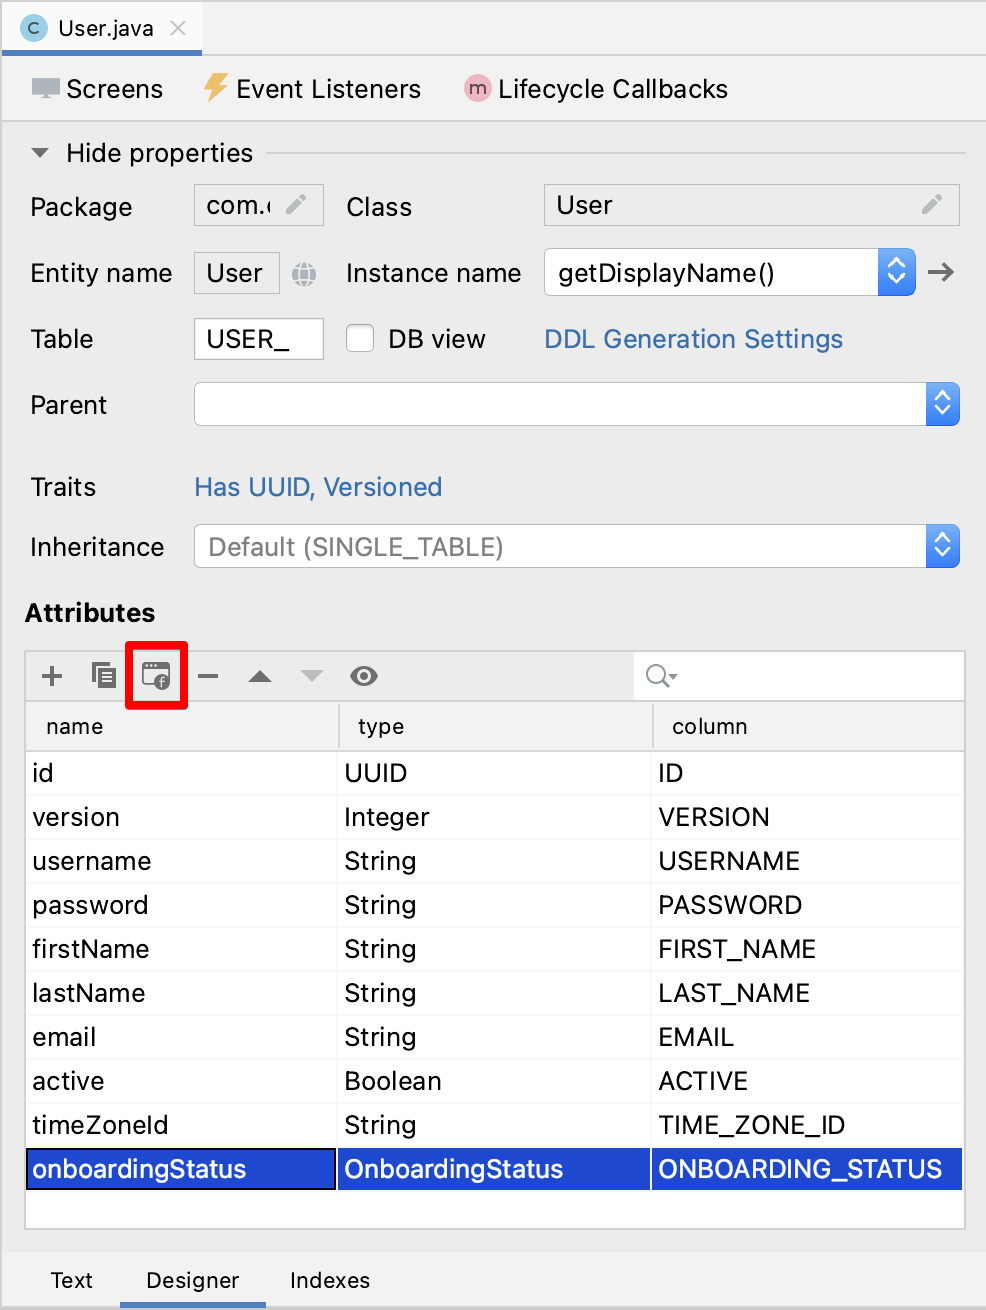 C User.java
Screens Event Listeners m Lifecycle Callbacks
Hide properties
Package com. Class User
Entity name User Instance name getDisplayName()
Table USER_ DB view DDL Generation Settings
Parent
Traits Has UUID, Versioned
Inheritance Default (SINGLE_TABLE)
Attributes
f
name type column
id UUID ID
version Integer VERSION
username String USERNAME
password String PASSWORD
firstName String FIRST_NAME
lastName String LAST_NAME
email String EMAIL
active Boolean ACTIVE
timeZoneId String TIME_ZONE_ID
onboardingStatus OnboardingStatus ONBOARDING_STATUS
Text Designer Indexes